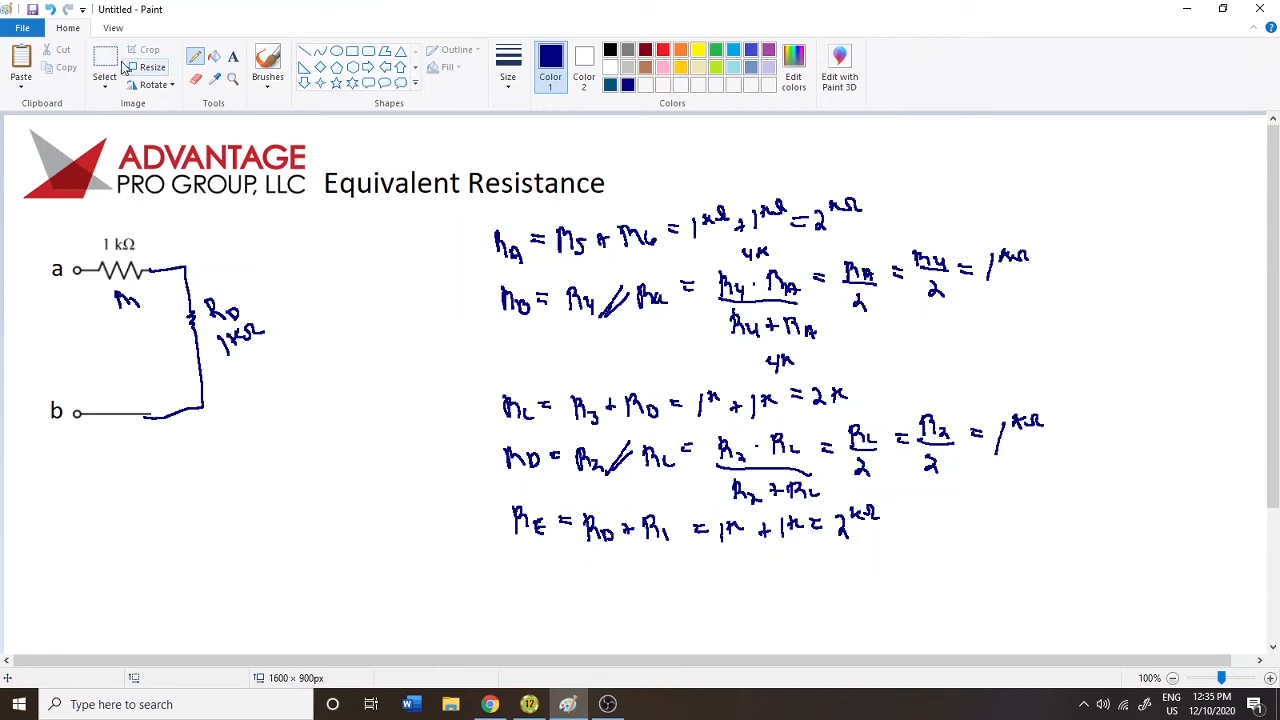 Untitled - Paint
File Home View
Paste Cut Copy Select Crop Resize Rotate Brushes Outline Fill Size Color 1 Color 2 Edit colors Edit with Paint 3D
Clipboard Image Tools Shapes Colors
ADVANTAGE
PRO GROUP, LLC
Equivalent Resistance
1 kΩ
a
R1
RD
1kΩ
b
RA = R5 + R6 = 1kΩ + 1kΩ = 2kΩ
4k
RB = R4 // RA = R4 · RA / R4 + RA = RA / 2 = R4 / 2 = 1kΩ
4k
RC = R3 + RB = 1k + 1k = 2k
RD = R2 // RC = R2 · RC / R2 + RC = RC / 2 = R2 / 2 = 1kΩ
RE = RD + R1 = 1k + 1k = 2kΩ
1600 × 900px
100%
Type here to search
12
ENG
US
12:35 PM
12/10/2020